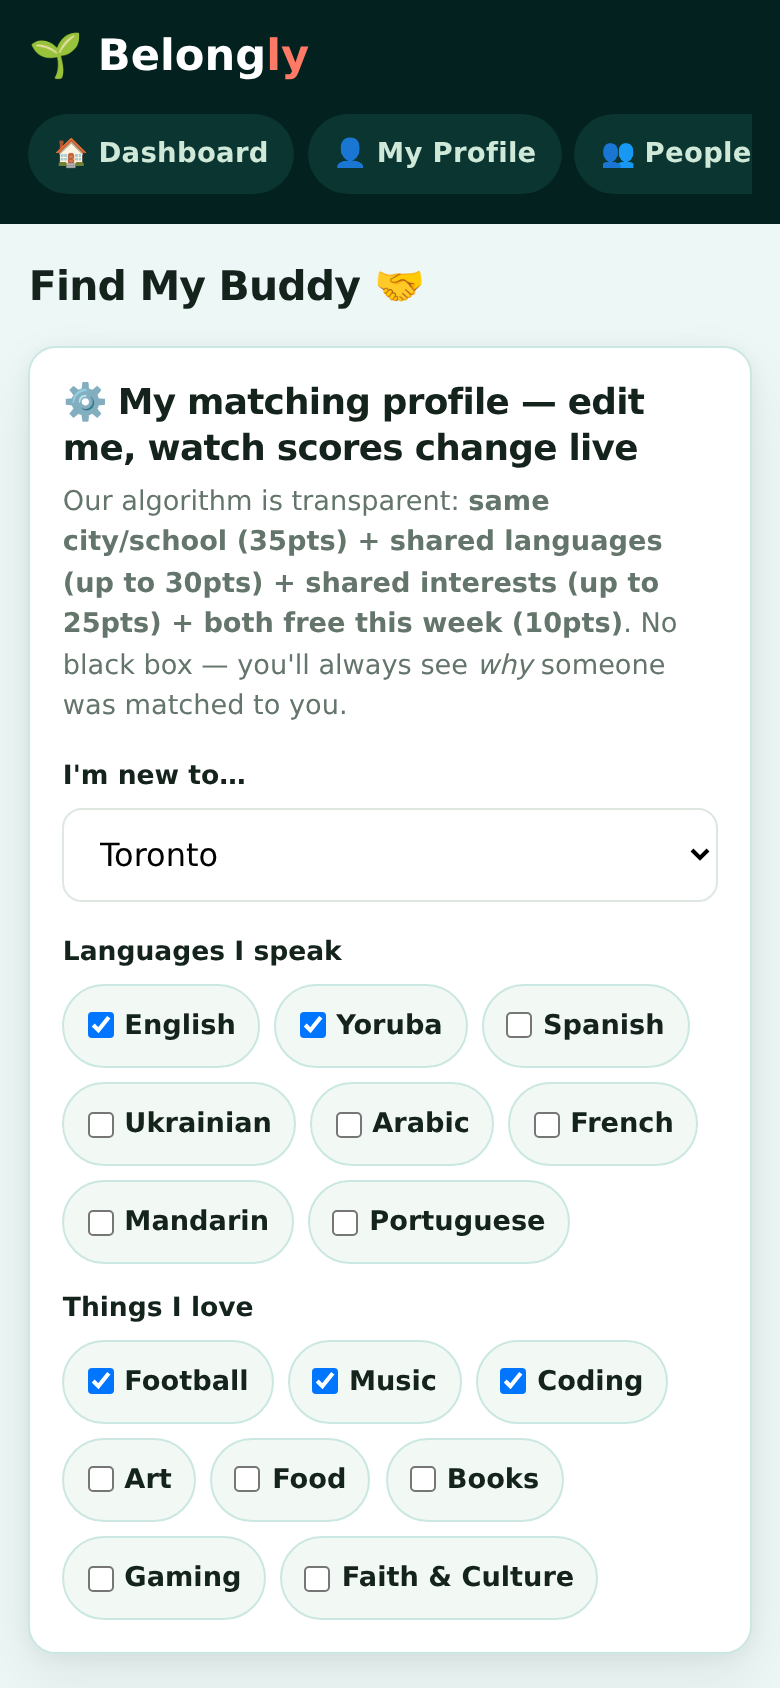 🌱 Belongly
🏠 Dashboard 👤 My Profile 👥 People
Find My Buddy 🤝
⚙️ My matching profile — edit
me, watch scores change live
Our algorithm is transparent: same
city/school (35pts) + shared languages
(up to 30pts) + shared interests (up to
25pts) + both free this week (10pts). No
black box — you'll always see why someone
was matched to you.
I'm new to…
Toronto
Languages I speak
English Yoruba Spanish
Ukrainian Arabic French
Mandarin Portuguese
Things I love
Football Music Coding
Art Food Books
Gaming Faith & Culture